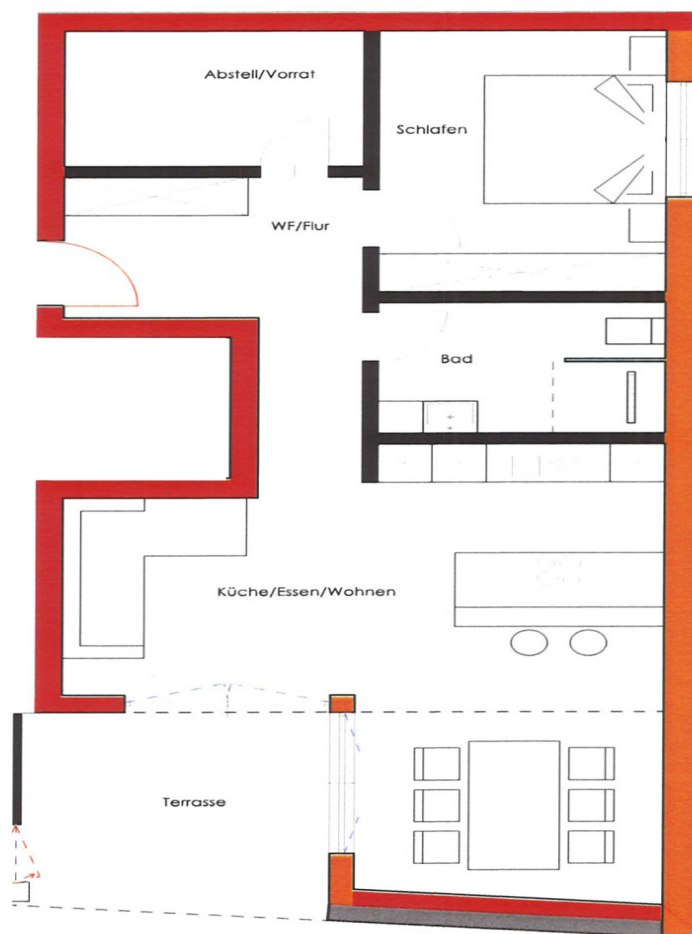 Abstell/Vorrat
Schlafen
WF/Flur
Bad
Küche/Essen/Wohnen
Terrasse